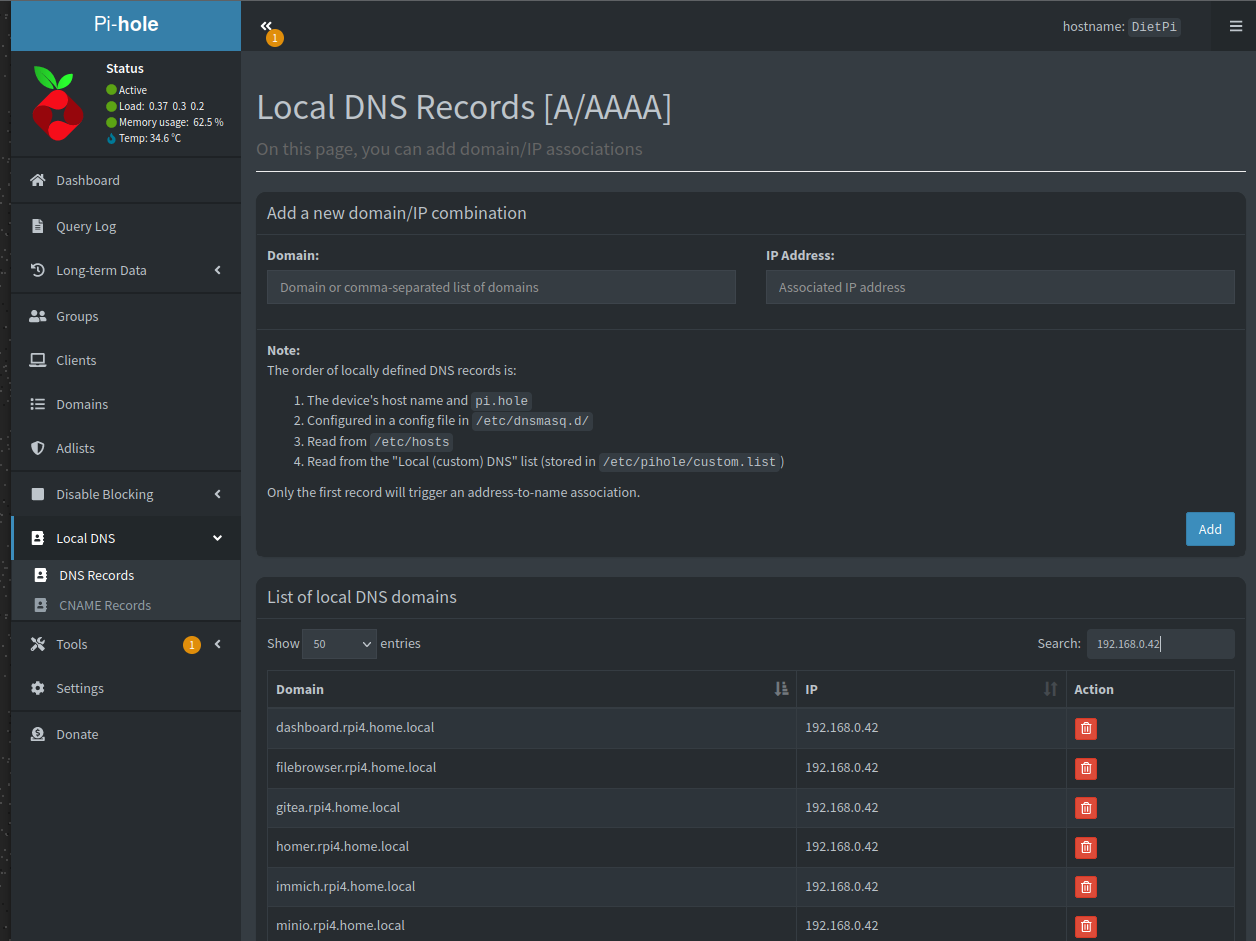 Pi-hole
1
hostname: DietPi
Status
Active
Load: 0.37 0.3 0.2
Memory usage: 62.5 %
Temp: 34.6 °C
Dashboard
Query Log
Long-term Data
Groups
Clients
Domains
Adlists
Disable Blocking
Local DNS
DNS Records
CNAME Records
Tools 1
Settings
Donate
Local DNS Records [A/AAAA]
On this page, you can add domain/IP associations
Add a new domain/IP combination
Domain: IP Address:
Domain or comma-separated list of domains Associated IP address
Note:
The order of locally defined DNS records is:
1. The device's host name and pi.hole
2. Configured in a config file in /etc/dnsmasq.d/
3. Read from /etc/hosts
4. Read from the "Local (custom) DNS" list (stored in /etc/pihole/custom.list )
Only the first record will trigger an address-to-name association.
Add
List of local DNS domains
Show 50 entries Search: 192.168.0.42
Domain IP Action
dashboard.rpi4.home.local 192.168.0.42
filebrowser.rpi4.home.local 192.168.0.42
gitea.rpi4.home.local 192.168.0.42
homer.rpi4.home.local 192.168.0.42
immich.rpi4.home.local 192.168.0.42
minio.rpi4.home.local 192.168.0.42